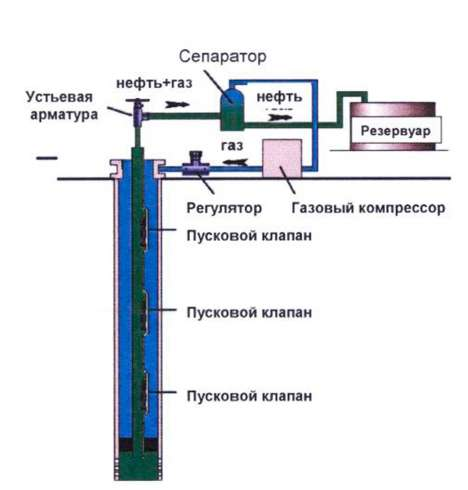 Сепаратор
нефть+газ
Устьевая
арматура
нефть
Резервуар
газ
Регулятор
Газовый компрессор
Пусковой клапан
Пусковой клапан
Пусковой клапан